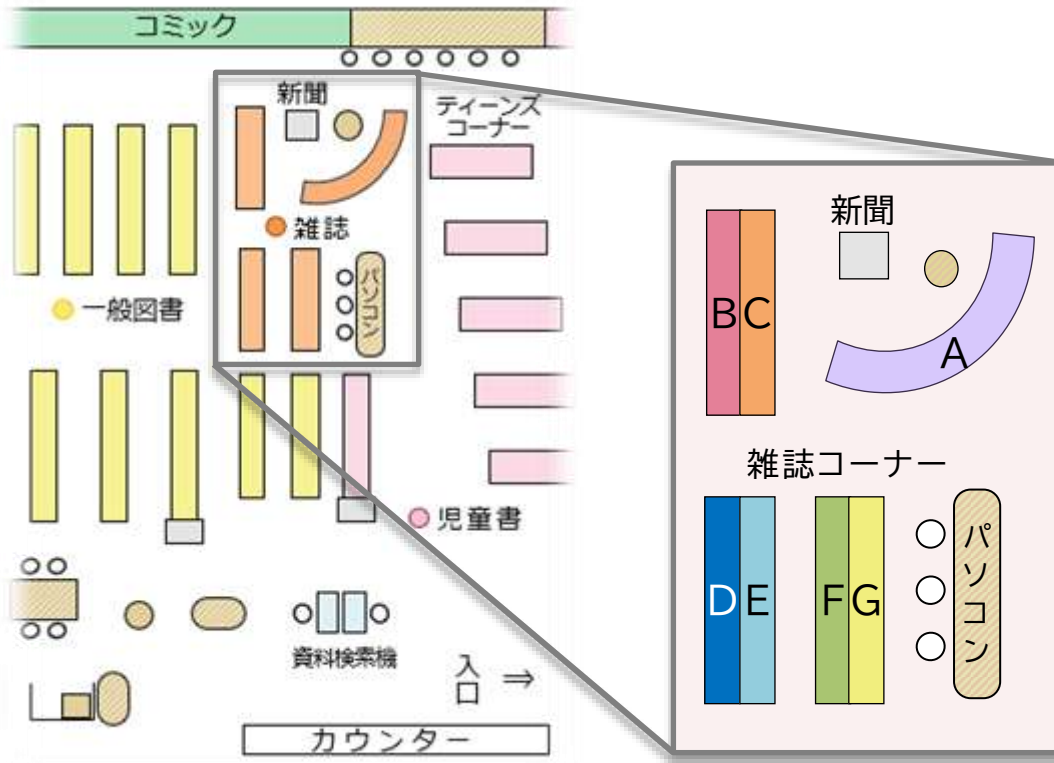 コミック
新聞
ティーンズ
コーナー
雑誌
パソコン
一般図書
児童書
資料検索機
入口
⇒
カウンター
新聞
B
C
A
雑誌コーナー
D
E
F
G
パソコン